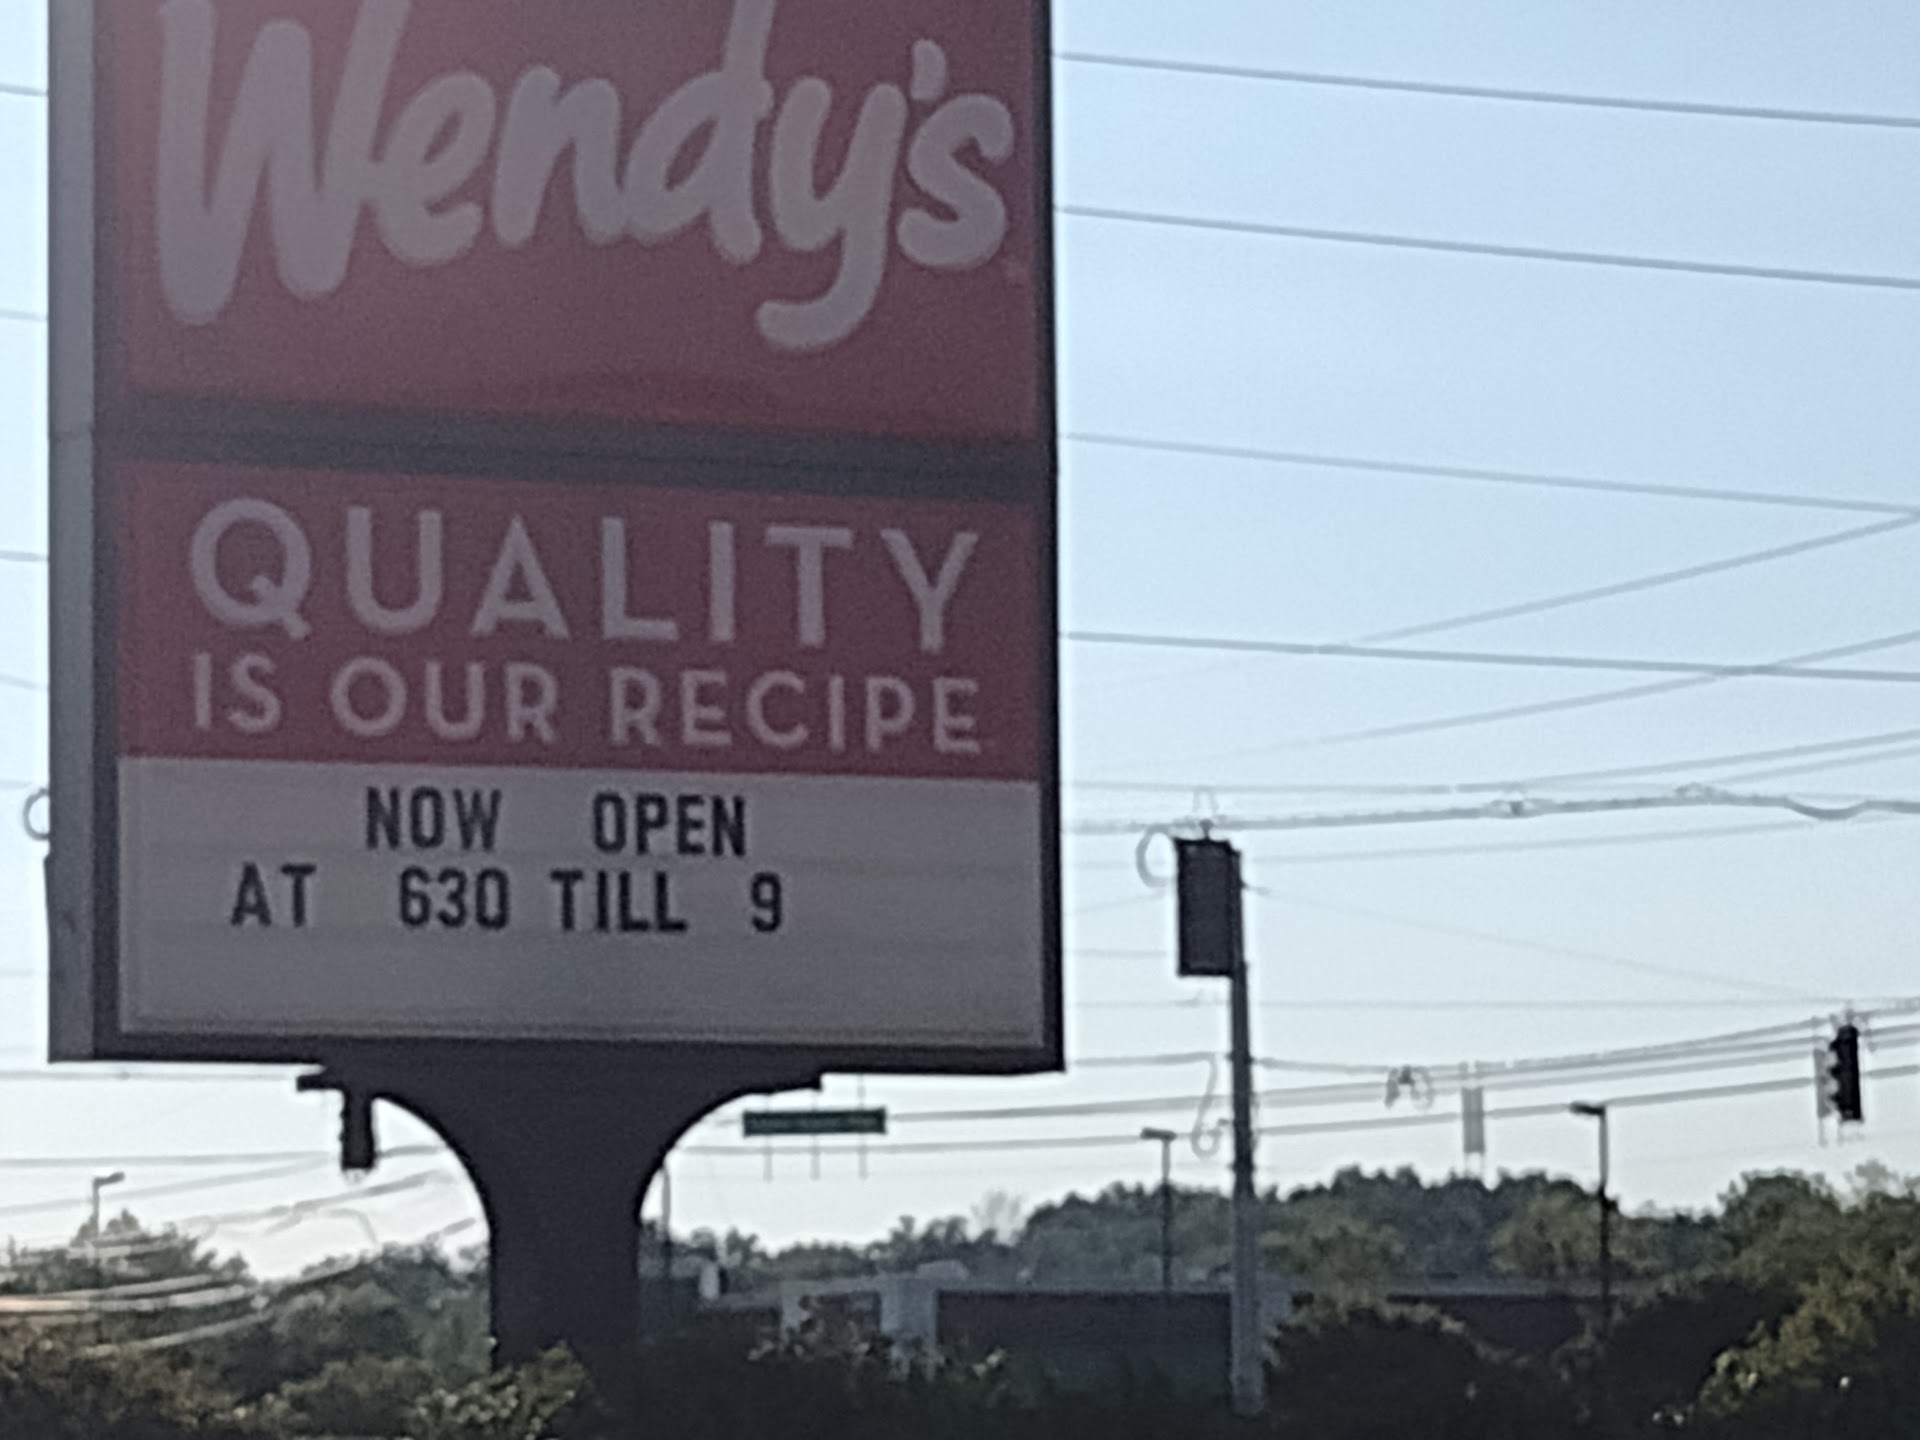 Wendy's
QUALITY
IS OUR RECIPE
NOW OPEN
AT 630 TILL 9